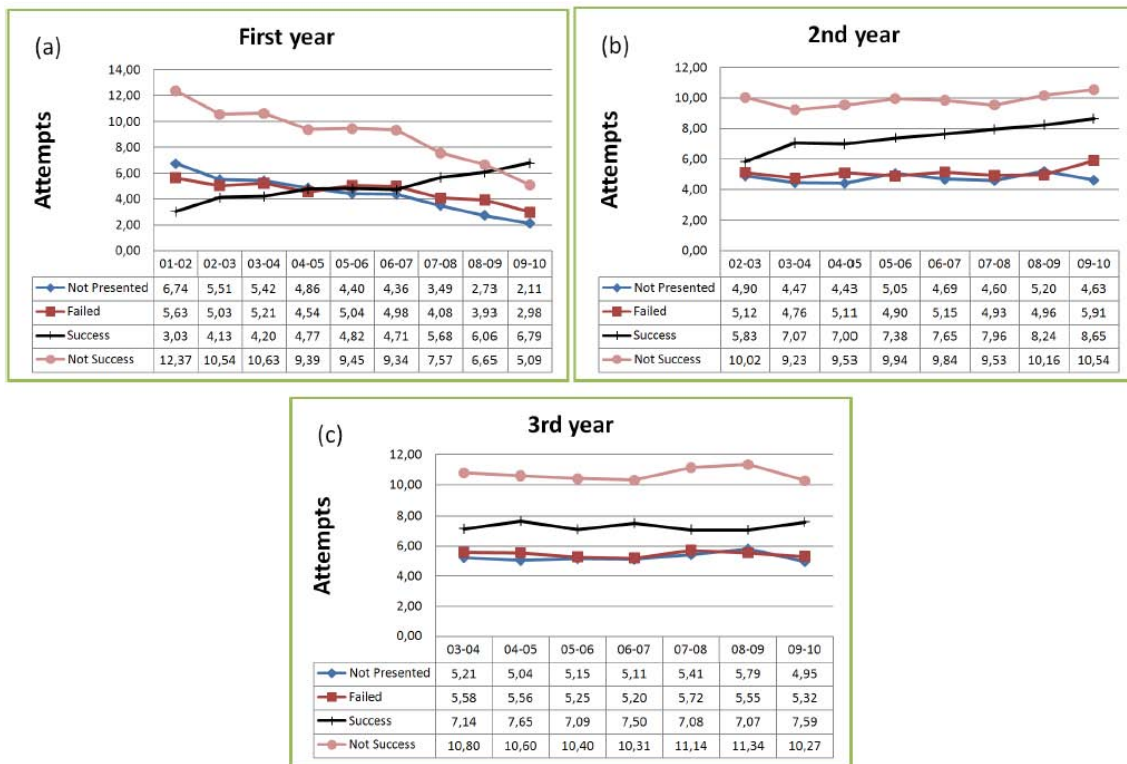 (a)
First year
Attempts
14,00
12,00
10,00
8,00
6,00
4,00
2,00
0,00
01-02 02-03 03-04 04-05 05-06 06-07 07-08 08-09 09-10
Not Presented 6,74 5,51 5,42 4,86 4,40 4,36 3,49 2,73 2,11
Failed 5,63 5,03 5,21 4,54 5,04 4,98 4,08 3,93 2,98
Success 3,03 4,13 4,20 4,77 4,82 4,71 5,68 6,06 6,79
Not Success 12,37 10,54 10,63 9,39 9,45 9,34 7,57 6,65 5,09
(b)
2nd year
Attempts
12,00
10,00
8,00
6,00
4,00
2,00
0,00
02-03 03-04 04-05 05-06 06-07 07-08 08-09 09-10
Not Presented 4,90 4,47 4,43 5,05 4,69 4,60 5,20 4,63
Failed 5,12 4,76 5,11 4,90 5,15 4,93 4,96 5,91
Success 5,83 7,07 7,00 7,38 7,65 7,96 8,24 8,65
Not Success 10,02 9,23 9,53 9,94 9,84 9,53 10,16 10,54
(c)
3rd year
Attempts
12,00
10,00
8,00
6,00
4,00
2,00
0,00
03-04 04-05 05-06 06-07 07-08 08-09 09-10
Not Presented 5,21 5,04 5,15 5,11 5,41 5,79 4,95
Failed 5,58 5,56 5,25 5,20 5,72 5,55 5,32
Success 7,14 7,65 7,09 7,50 7,08 7,07 7,59
Not Success 10,80 10,60 10,40 10,31 11,14 11,34 10,27